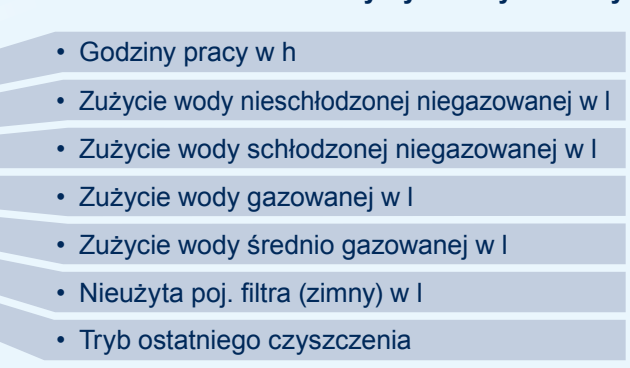 • Godziny pracy w h
• Zużycie wody nieschłodzonej niegazowanej w l
• Zużycie wody schłodzonej niegazowanej w l
• Zużycie wody gazowanej w l
• Zużycie wody średnio gazowanej w l
• Nieużyta poj. filtra (zimny) w l
• Tryb ostatniego czyszczenia